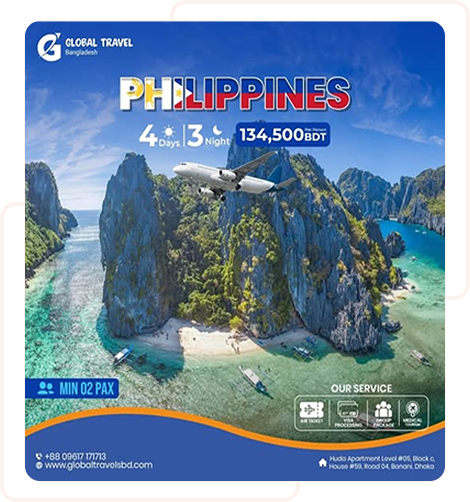 GLOBAL TRAVEL
Bangladesh
PHILIPPINES
4 Days 3 Night 134,500 Per Person BDT
MIN 02 PAX
OUR SERVICE
AIR TICKET VISA PROCESSING GROUP PACKAGE MEDICAL TOURISM
+88 09617 171713
www.globaltravelsbd.com
Huda Apartment Level #05, Block c,
House #59, Road 04, Banani, Dhaka